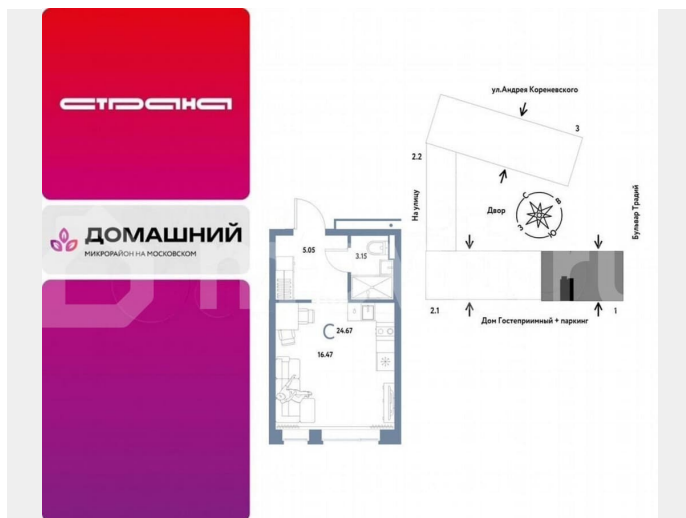 СТРАНА
ДОМАШНИЙ
МИКРОРАЙОН НА МОСКОВСКОМ
ул.Андрея Кореневского
3
2.2
На улицу
Двор
С
В
З
Ю
Бульвар Традиций
2.1
1
Дом Гостеприимный + паркинг
5.05
3.15
С 24.67
16.47